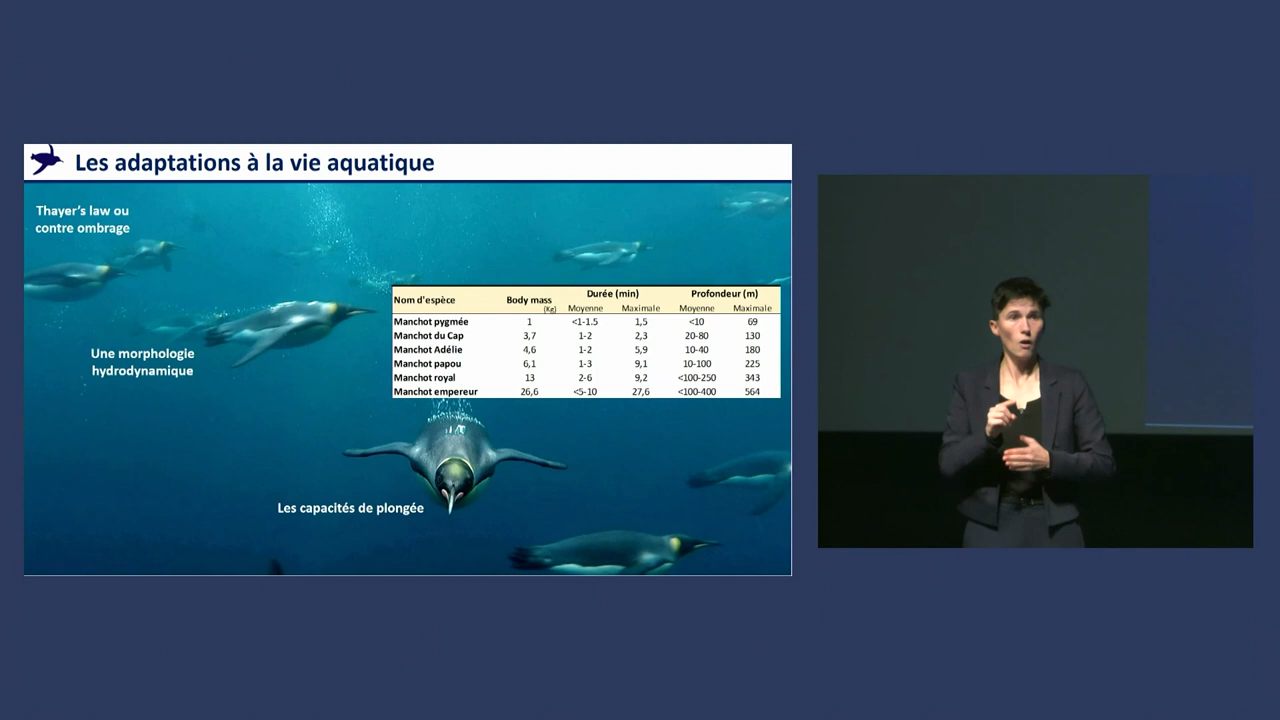 Les adaptations à la vie aquatique
Thayer's law ou
contre ombrage
Une morphologie
hydrodynamique
Nom d'espèce Body mass (Kg) Durée (min) Profondeur (m)
Moyenne Maximale Moyenne Maximale
Manchot pygmée 1 <1-1.5 1,5 <10 69
Manchot du Cap 3,7 1-2 2,3 20-80 130
Manchot Adélie 4,6 1-2 5,9 10-40 180
Manchot papou 6,1 1-3 9,1 10-100 225
Manchot royal 13 2-6 9,2 <100-250 343
Manchot empereur 26,6 <5-10 27,6 <100-400 564
Les capacités de plongée